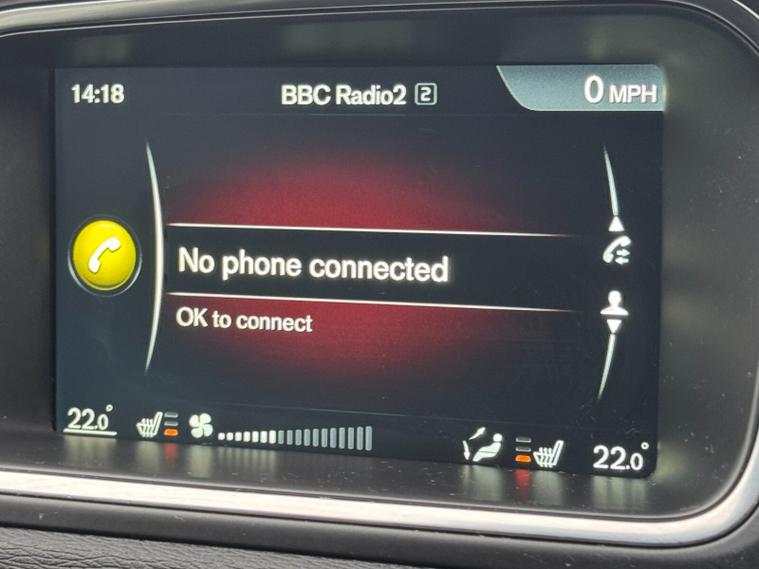 14:18 BBC Radio2 2 0 MPH
No phone connected
OK to connect
22.0° 22.0°